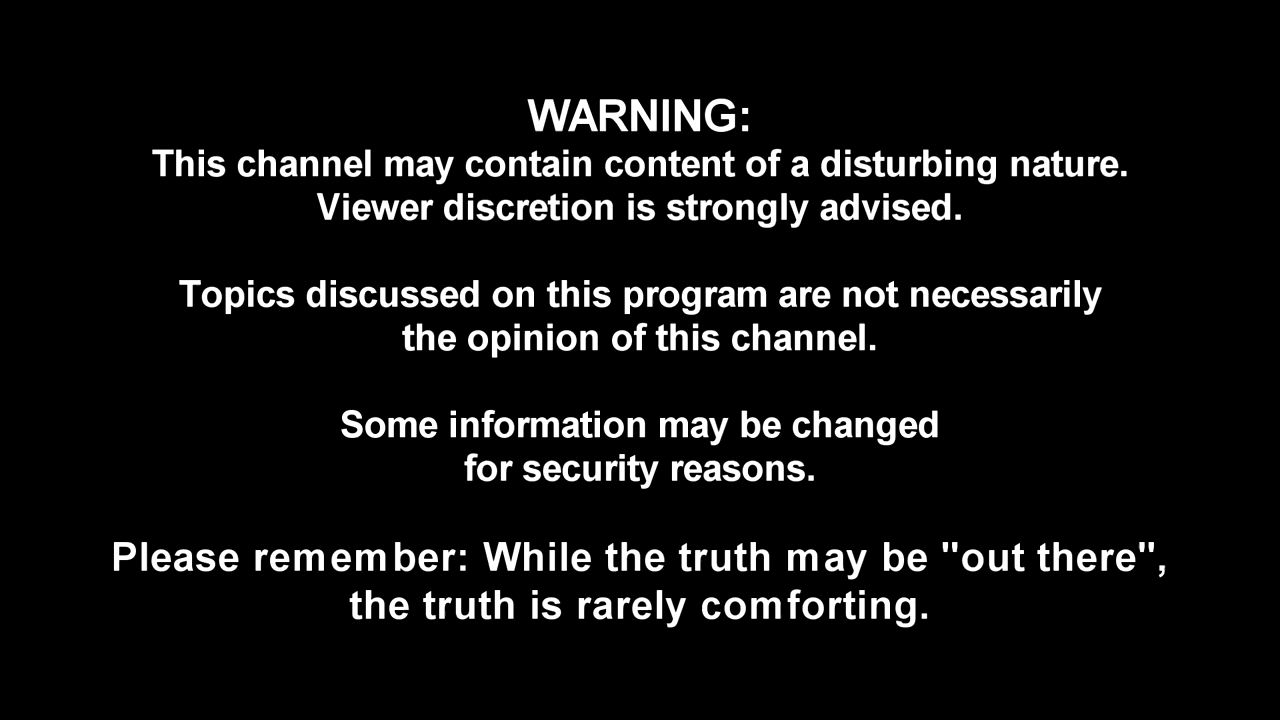 WARNING:
This channel may contain content of a disturbing nature.
Viewer discretion is strongly advised.
Topics discussed on this program are not necessarily
the opinion of this channel.
Some information may be changed
for security reasons.
Please remember: While the truth may be "out there",
the truth is rarely comforting.